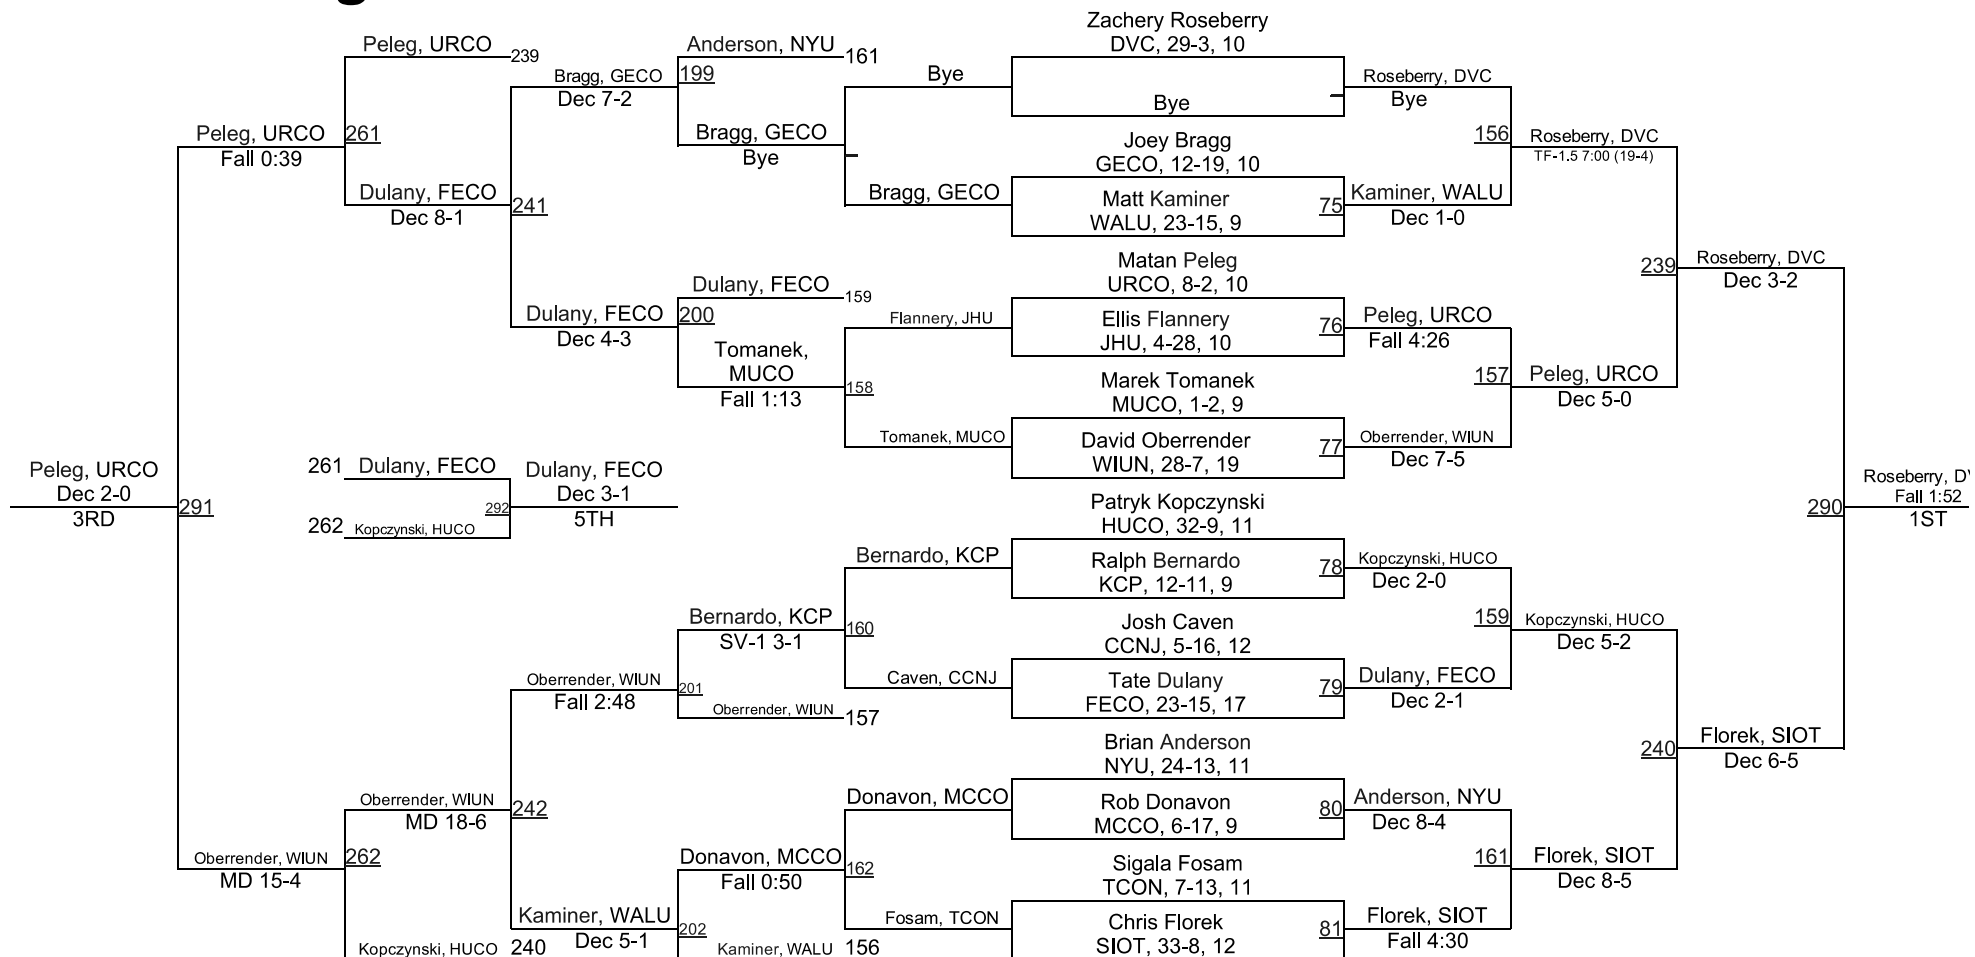 Zachery Roseberry
DVC, 29-3, 10
Peleg, URCO
239
Anderson, NYU
161
Bragg, GECO
199
Dec 7-2
Bye
Bye
Roseberry, DVC
Bye
Peleg, URCO
261
Fall 0:39
Bragg, GECO
Bye
Joey Bragg
GECO, 12-19, 10
156
Roseberry, DVC
TF-1.5 7:00 (19-4)
Dulany, FECO
Dec 8-1
241
Bragg, GECO
Matt Kaminer
WALU, 23-15, 9
75
Kaminer, WALU
Dec 1-0
Matan Peleg
URCO, 8-2, 10
239
Roseberry, DVC
Dec 3-2
Dulany, FECO
159
Dulany, FECO
200
Dec 4-3
Flannery, JHU
Ellis Flannery
JHU, 4-28, 10
76
Peleg, URCO
Fall 4:26
Tomanek,
MUCO
Fall 1:13
158
Marek Tomanek
MUCO, 1-2, 9
157
Peleg, URCO
Dec 5-0
Tomanek, MUCO
David Oberrender
WIUN, 28-7, 19
77
Oberrender, WIUN
Dec 7-5
Peleg, URCO
Dec 2-0
3RD
291
261
Dulany, FECO
262
Kopczynski, HUCO
292
Dulany, FECO
Dec 3-1
5TH
Patryk Kopczynski
HUCO, 32-9, 11
290
Roseberry, D
Fall 1:52
1ST
Bernardo, KCP
Ralph Bernardo
KCP, 12-11, 9
78
Kopczynski, HUCO
Dec 2-0
Bernardo, KCP
SV-1 3-1
160
Josh Caven
CCNJ, 5-16, 12
159
Kopczynski, HUCO
Dec 5-2
Oberrender, WIUN
Fall 2:48
201
Caven, CCNJ
Tate Dulany
FECO, 23-15, 17
79
Dulany, FECO
Dec 2-1
Oberrender, WIUN
157
Brian Anderson
NYU, 24-13, 11
240
Florek, SIOT
Dec 6-5
Oberrender, WIUN
MD 18-6
242
Donavon, MCCO
Rob Donavon
MCCO, 6-17, 9
80
Anderson, NYU
Dec 8-4
Oberrender, WIUN
MD 15-4
262
Donavon, MCCO
Fall 0:50
162
Sigala Fosam
TCON, 7-13, 11
161
Florek, SIOT
Dec 8-5
Kaminer, WALU
Dec 5-1
202
Fosam, TCON
Chris Florek
SIOT, 33-8, 12
81
Florek, SIOT
Fall 4:30
Kopczynski, HUCO
240
Kaminer, WALU
156